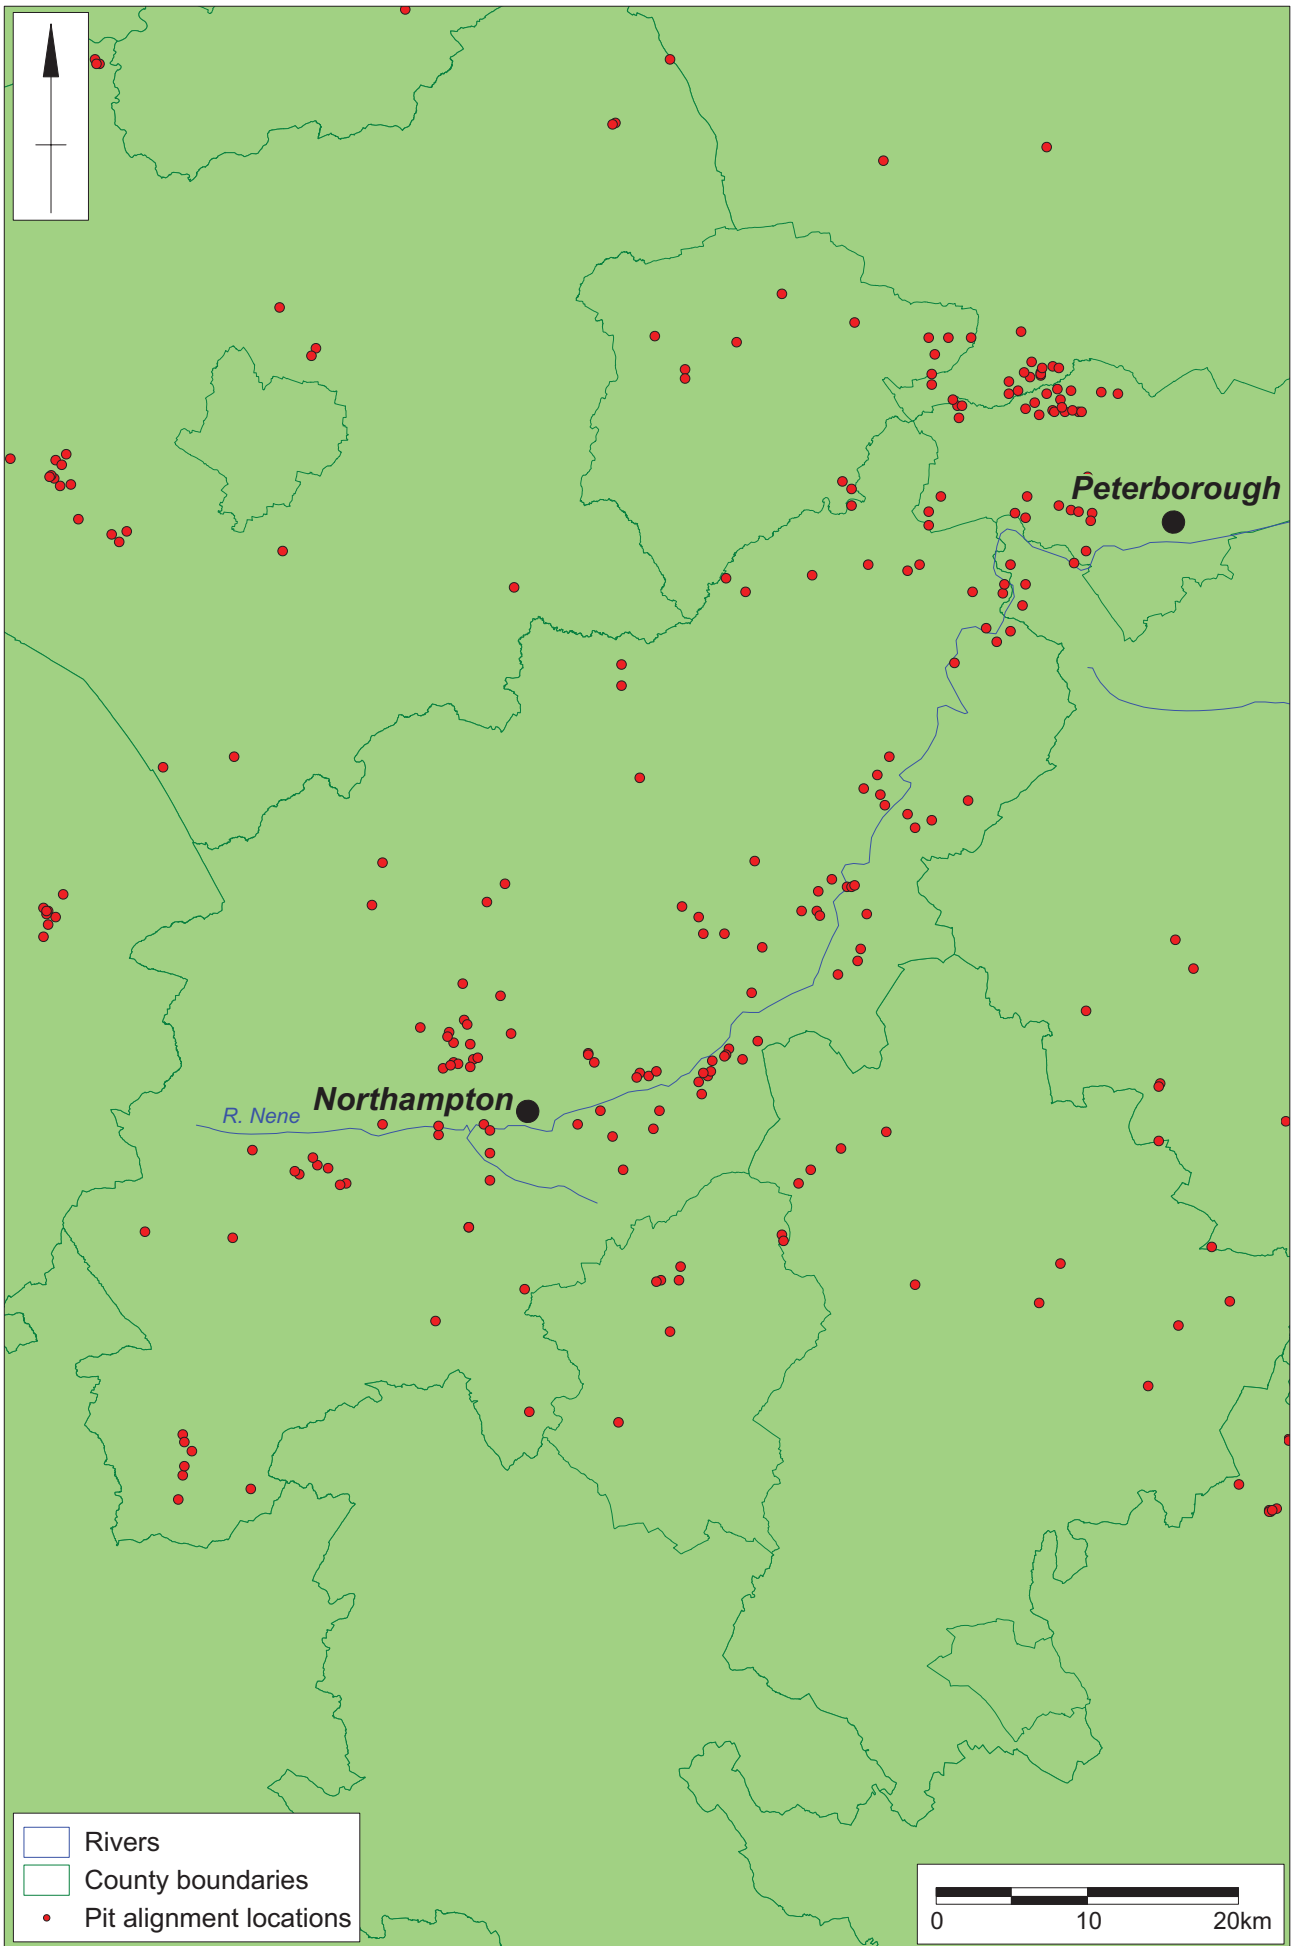 Peterborough
Northampton
R. Nene
Rivers
County boundaries
Pit alignment locations
0 10 20km